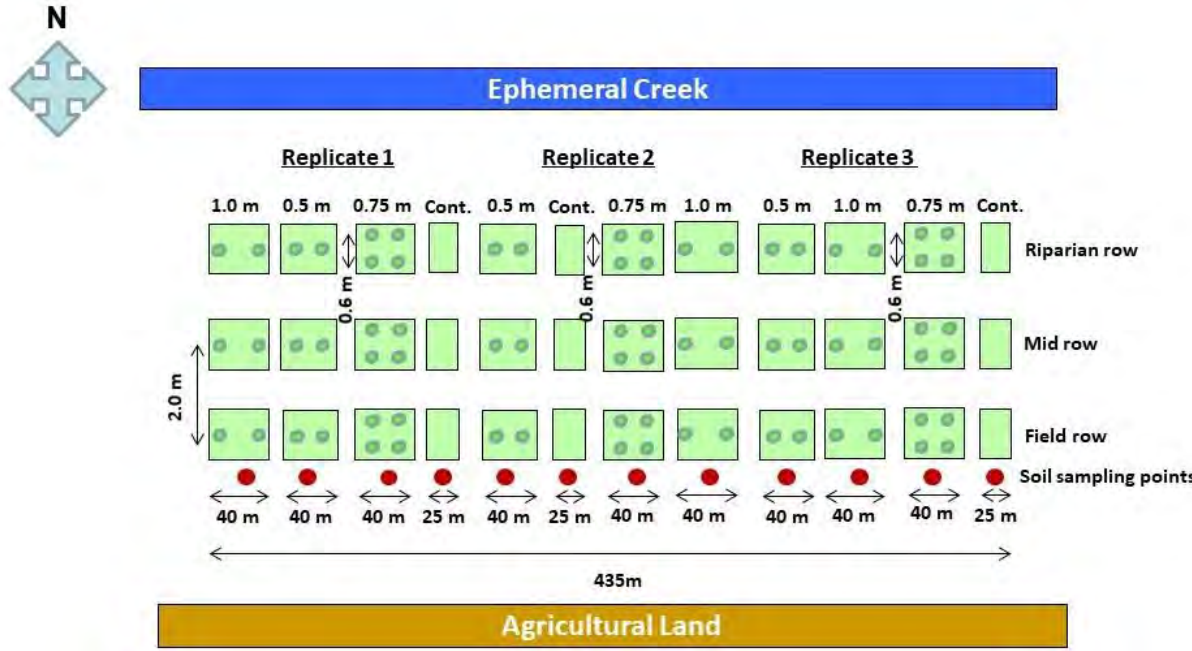 N
Ephemeral Creek
Replicate 1 Replicate 2 Replicate 3
1.0 m 0.5 m 0.75 m Cont. 0.5 m Cont. 0.75 m 1.0 m 0.5 m 1.0 m 0.75 m Cont.
Riparian row
0.6 m 0.6 m 0.6 m
Mid row
2.0 m
Field row
Soil sampling points
40 m 40 m 40 m 25 m 40 m 25 m 40 m 40 m 40 m 40 m 40 m 25 m
435m
Agricultural Land